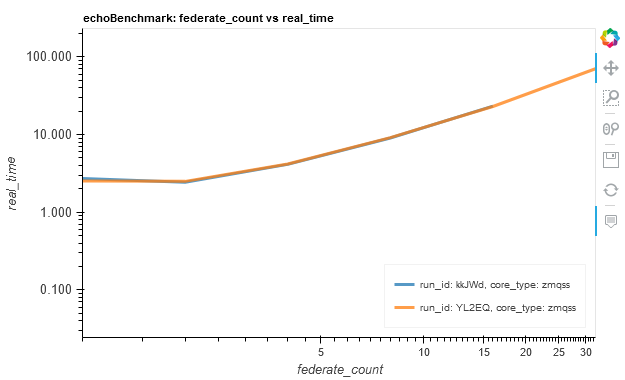 echoBenchmark: federate_count vs real_time
100.000
10.000
1.000
0.100
real_time
run_id: kkJWd, core_type: zmqss
run_id: YL2EQ, core_type: zmqss
5
10
15
20
25
30
federate_count